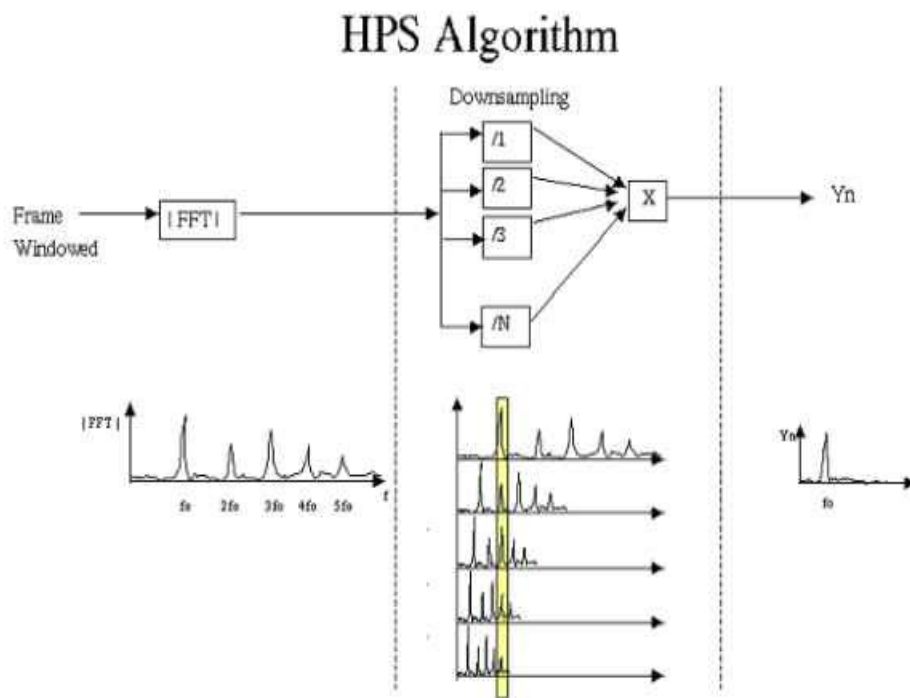 HPS Algorithm
Downsampling
/1
/2
/3
/N
X
Yn
Frame
Windowed
|FFT|
|FFT|
f
fo 2fo 3fo 4fo 5fo
Yn
fo